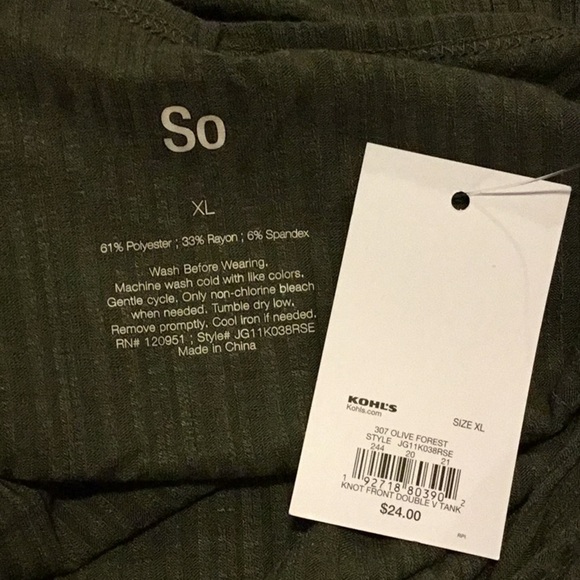 So
XL
61% Polyester ; 33% Rayon ; 6% Spandex
Wash Before Wearing.
Machine wash cold with like colors.
Gentle cycle. Only non-chlorine bleach
when needed. Tumble dry low.
Remove promptly. Cool iron if needed.
RN# 120951 ; Style# JG11K038RSE
Made in China
KOHL'S
Kohls.com
SIZE XL
307 OLIVE FOREST
STYLE JG11K038RSE
244 20 21
1 92718 80390 2
KNOT FRONT DOUBLE V TANK
$24.00